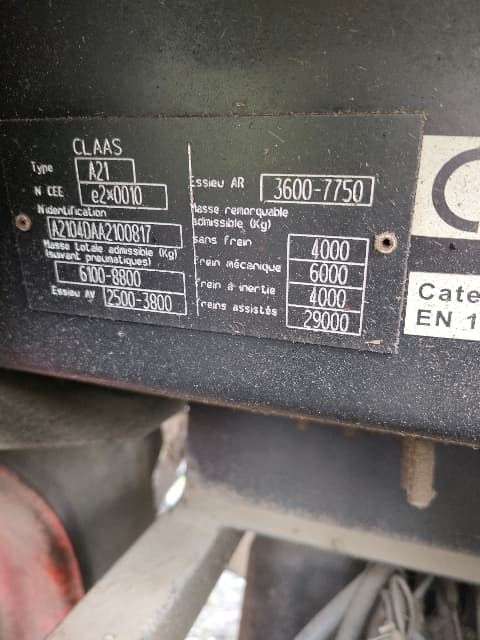 CLAAS
Type A21
N CEE e2*0010
N identification
A2104DAA2100817
Masse totale admissible (Kg)
(suivant pneumatiques)
6100-8800
Essieu AV 2500-3800
Essieu AR 3600-7750
Masse remorquable
admissible (Kg)
sans frein 4000
frein mécanique 6000
frein à inertie 4000
freins assistés 29000
Cate
EN 1